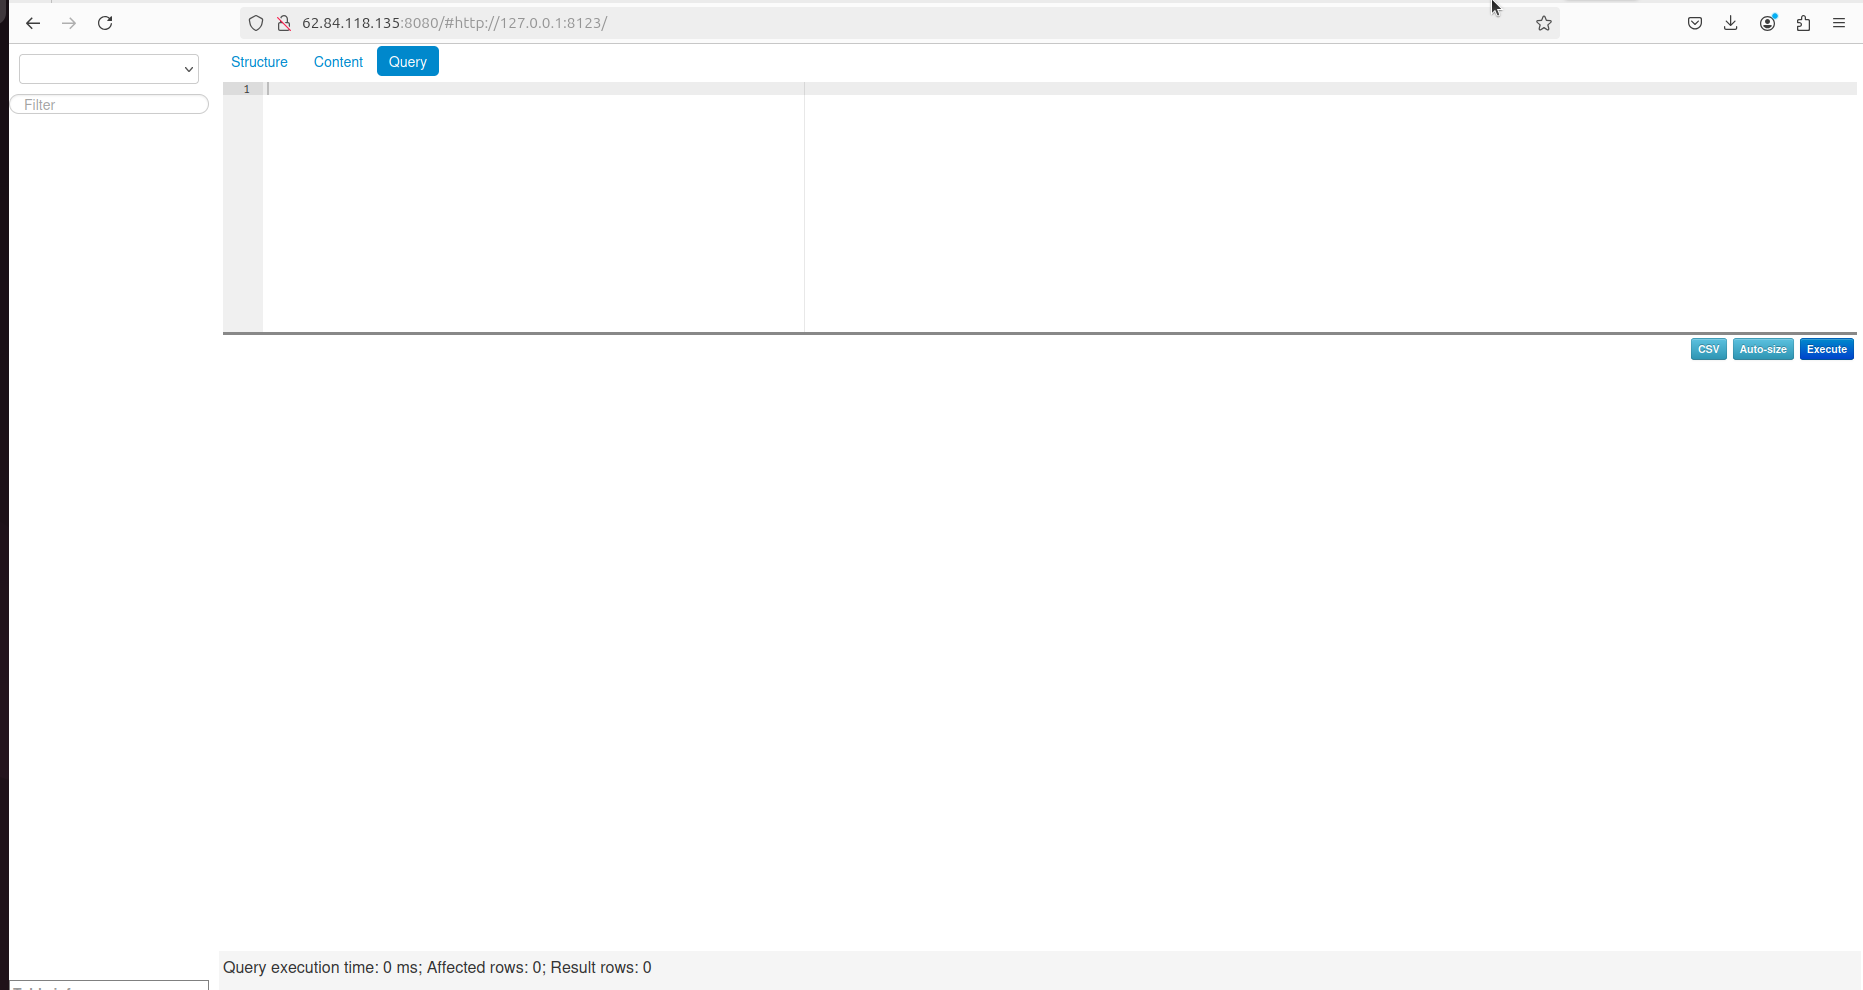 62.84.118.135:8080/#http://127.0.0.1:8123/
Structure Content Query
Filter
1
CSV Auto-size Execute
Query execution time: 0 ms; Affected rows: 0; Result rows: 0